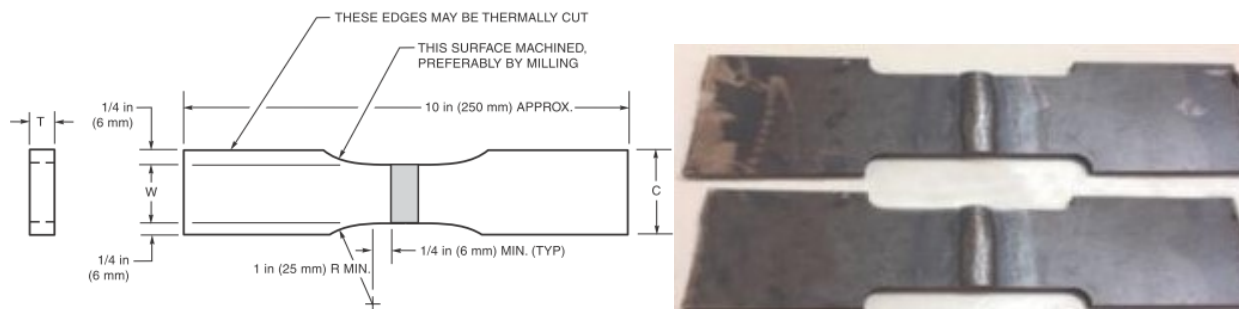 THESE EDGES MAY BE THERMALLY CUT
THIS SURFACE MACHINED,
PREFERABLY BY MILLING
1/4 in
(6 mm)
10 in (250 mm) APPROX.
T
W
C
1/4 in
(6 mm)
1 in (25 mm) R MIN.
1/4 in (6 mm) MIN. (TYP)